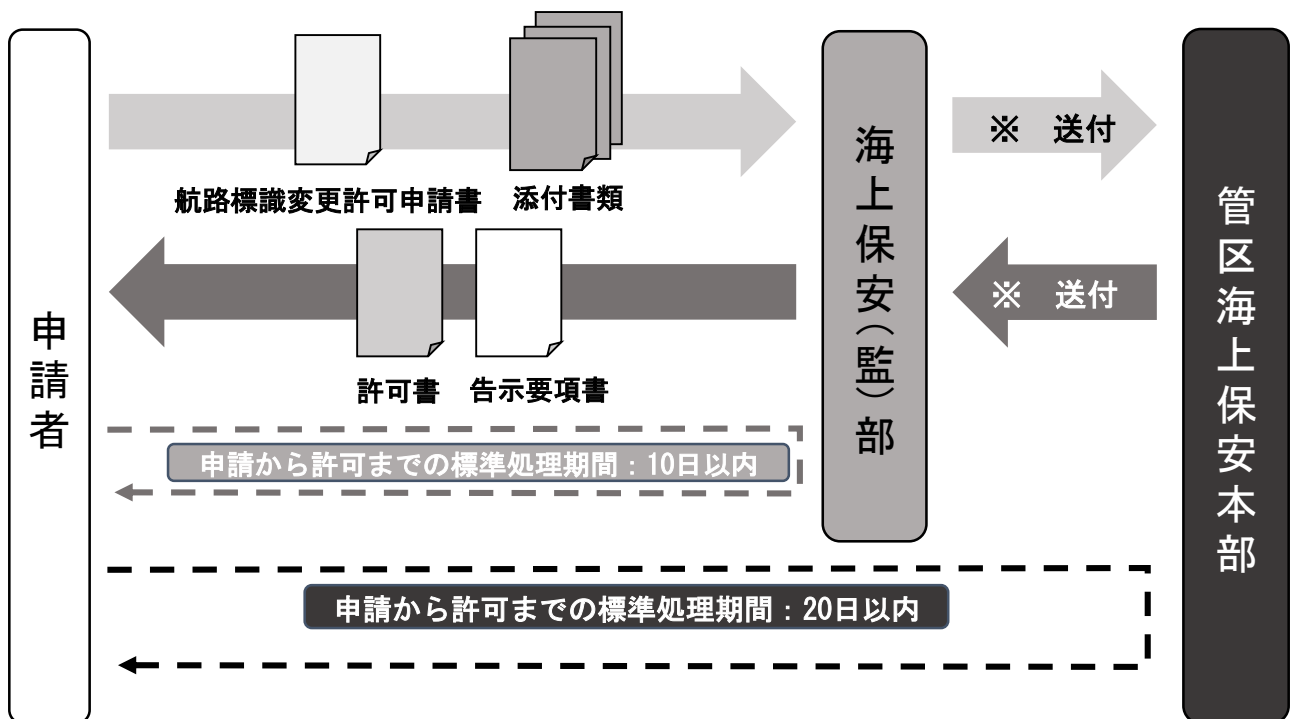 申請者
航路標識変更許可申請書
添付書類
海上保安(監)部
※ 送付
管区海上保安本部
許可書
告示要項書
※ 送付
申請から許可までの標準処理期間：10日以内
申請から許可までの標準処理期間：20日以内